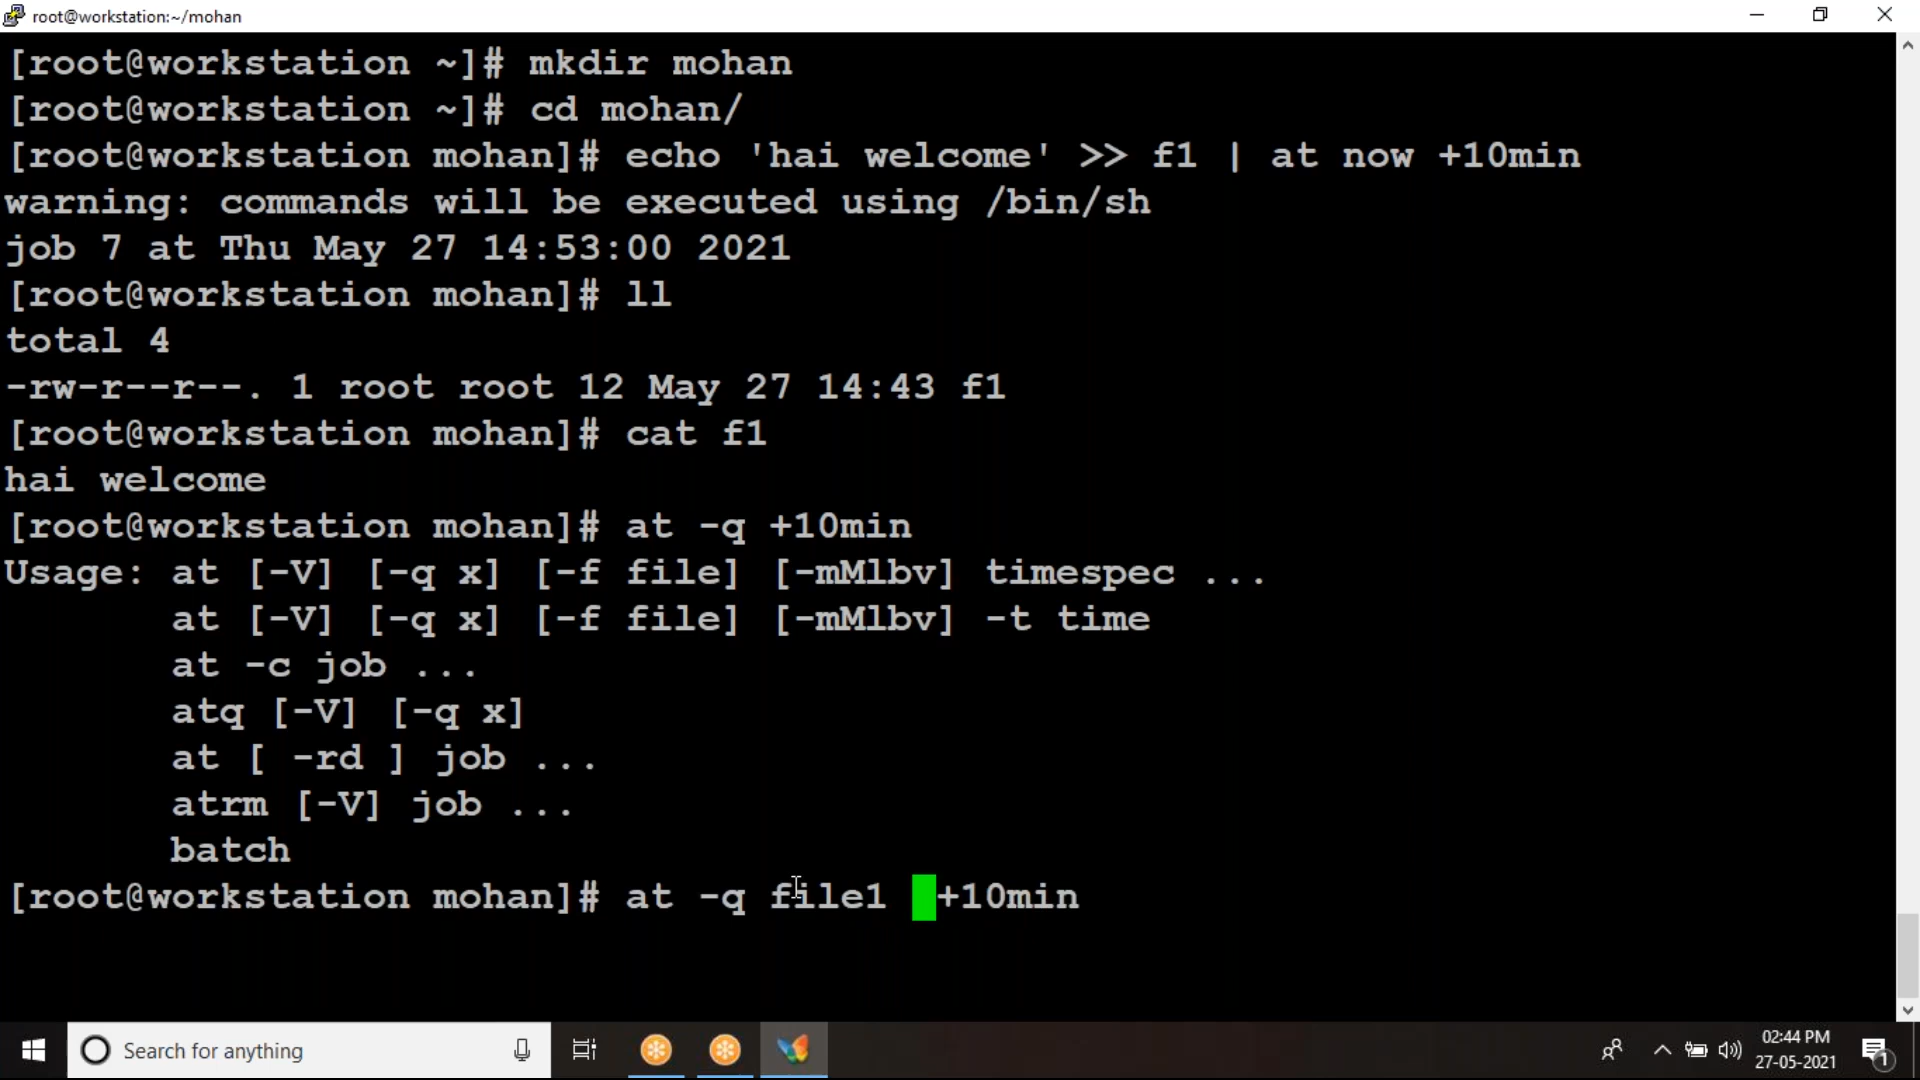 root@workstation:~/mohan
[root@workstation ~]# mkdir mohan
[root@workstation ~]# cd mohan/
[root@workstation mohan]# echo 'hai welcome' >> f1 | at now +10min
warning: commands will be executed using /bin/sh
job 7 at Thu May 27 14:53:00 2021
[root@workstation mohan]# ll
total 4
-rw-r--r--. 1 root root 12 May 27 14:43 f1
[root@workstation mohan]# cat f1
hai welcome
[root@workstation mohan]# at -q +10min
Usage: at [-V] [-q x] [-f file] [-mMlbv] timespec ...
       at [-V] [-q x] [-f file] [-mMlbv] -t time
       at -c job ...
       atq [-V] [-q x]
       at [ -rd ] job ...
       atrm [-V] job ...
       batch
[root@workstation mohan]# at -q file1 +10min
Search for anything
02:44 PM
27-05-2021
1